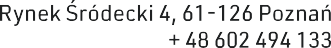 Rynek Śródecki 4, 61-126 Poznań
+ 48 602 494 133